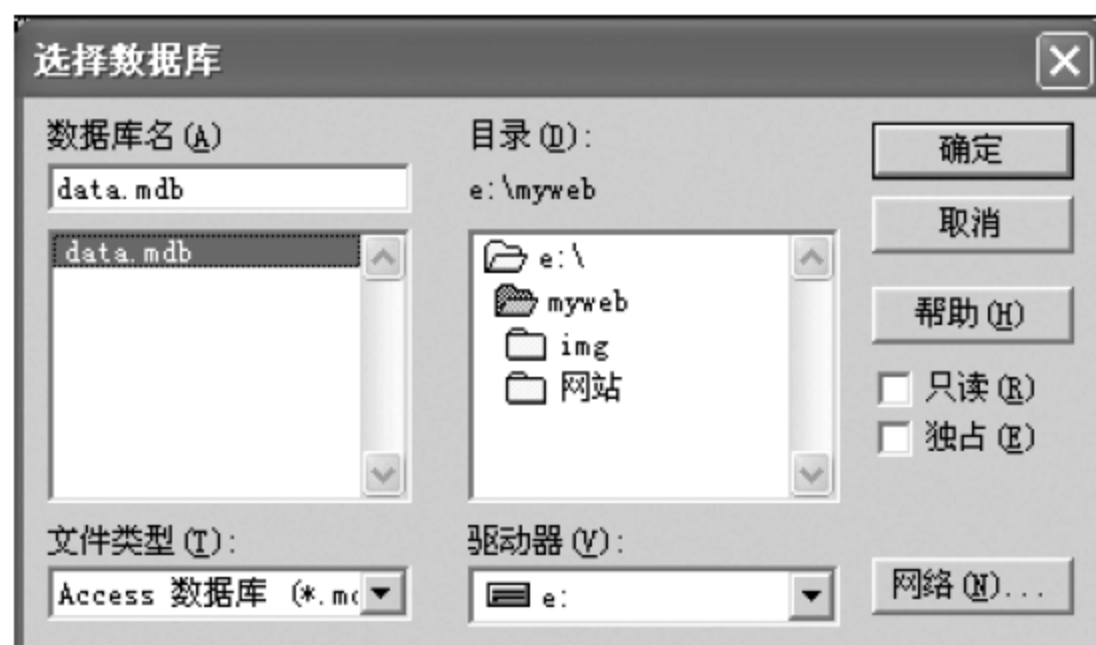 选择数据库
数据库名(A)
data.mdb
data.mdb
文件类型(T):
Access 数据库 (*.m
目录(D):
e:\myweb
e:\
myweb
img
网站
驱动器(V):
e:
确定
取消
帮助(H)
只读(R)
独占(E)
网络(N)...